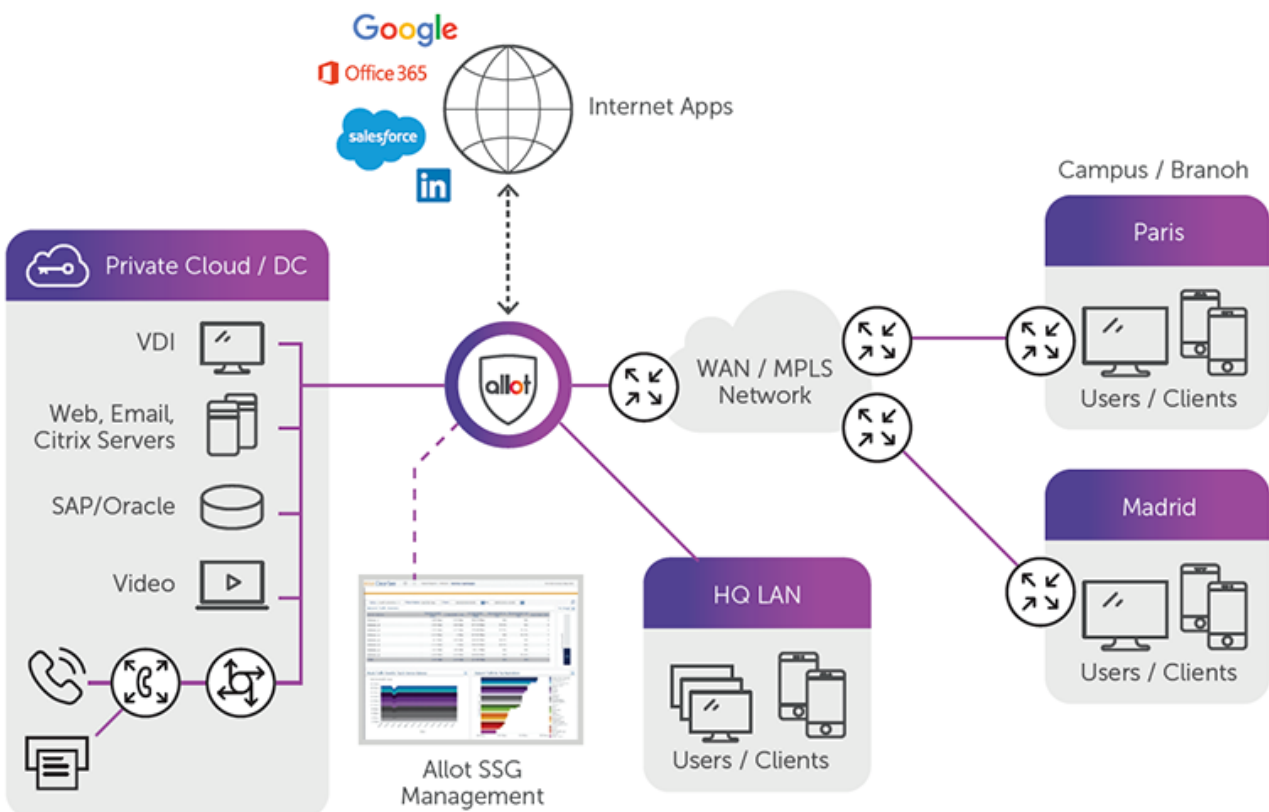 Google
Office 365
salesforce
in
Internet Apps
Campus / Branoh
Paris
Users / Clients
Private Cloud / DC
VDI
Web, Email,
Citrix Servers
SAP/Oracle
Video
allot
WAN / MPLS
Network
Madrid
Users / Clients
HQ LAN
Users / Clients
Allot SSG
Management